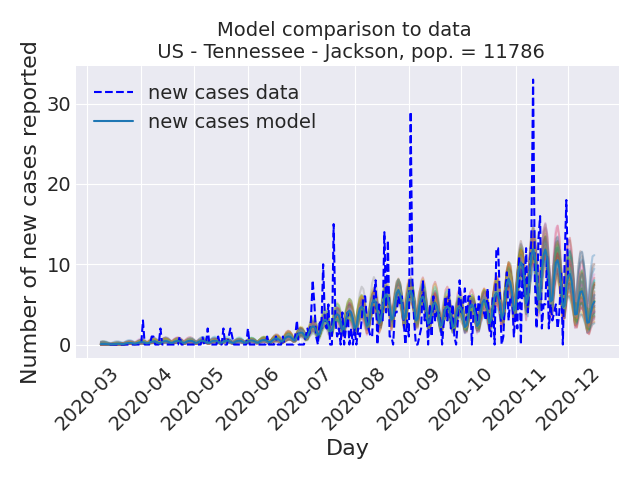 Model comparison to data
US - Tennessee - Jackson, pop. = 11786
Number of new cases reported
30
20
10
0
new cases data
new cases model
2020-03
2020-04
2020-05
2020-06
2020-07
2020-08
2020-09
2020-10
2020-11
2020-12
Day